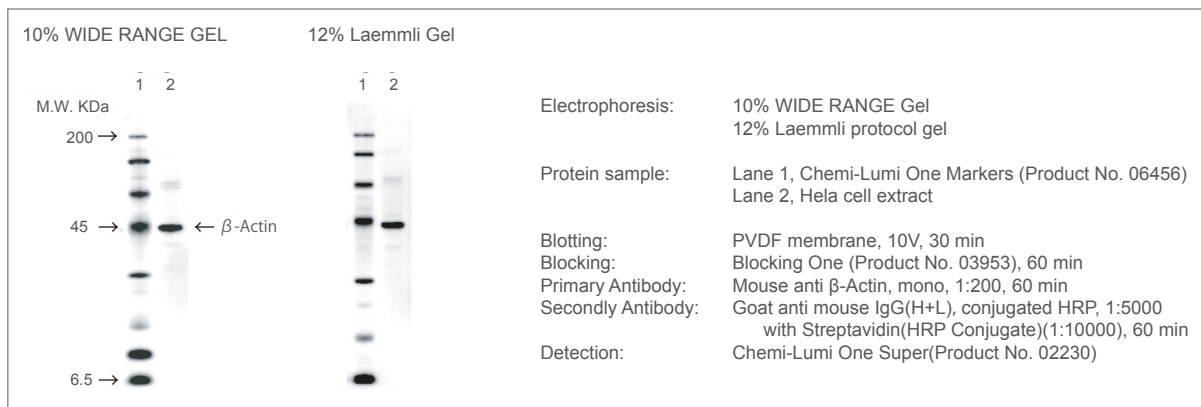 10% WIDE RANGE GEL
12% Laemmli Gel
1 2
1 2
M.W. KDa
200 →
45 →
← β-Actin
6.5 →
Electrophoresis: 10% WIDE RANGE Gel
12% Laemmli protocol gel
Protein sample: Lane 1, Chemi-Lumi One Markers (Product No. 06456)
Lane 2, Hela cell extract
Blotting: PVDF membrane, 10V, 30 min
Blocking: Blocking One (Product No. 03953), 60 min
Primary Antibody: Mouse anti β-Actin, mono, 1:200, 60 min
Secondly Antibody: Goat anti mouse IgG(H+L), conjugated HRP, 1:5000
with Streptavidin(HRP Conjugate)(1:10000), 60 min
Detection: Chemi-Lumi One Super(Product No. 02230)